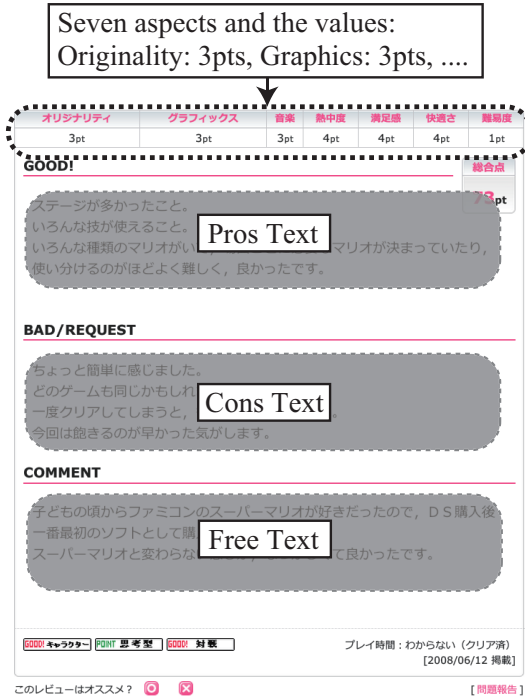 Seven aspects and the values:
Originality: 3pts, Graphics: 3pts, ....
オリジナリティ グラフィックス 音楽 熱中度 満足感 快適さ 難易度
3pt 3pt 3pt 4pt 4pt 4pt 1pt
GOOD!
総合点
73pt
ステージが多かったこと。
いろんな技が使えること。
Pros Text
いろんな種類のマリオがい マリオが決まっていたり,
使い分けるのがほどよく難しく, 良かったです。
BAD/REQUEST
ちょっと簡単に感じました。
どのゲームも同じかもしれ
Cons Text
一度クリアしてしまうと, 。
今回は飽きるのが早かった気がします。
COMMENT
子どもの頃からファミコンのスーパーマリオが好きだったので, DS購入後
一番最初のソフトとして購
Free Text
スーパーマリオと変わらな て良かったです。
GOOD! キャラクター POINT 思考型 GOOD! 対戦
プレイ時間:わからない(クリア済)
[2008/06/12 掲載]
このレビューはオススメ?
[問題報告]